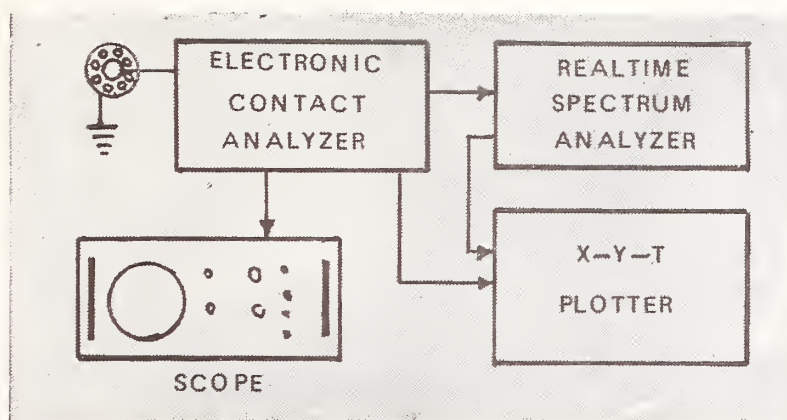 ELECTRONIC
CONTACT
ANALYZER
REALTIME
SPECTRUM
ANALYZER
X-Y-T
PLOTTER
SCOPE